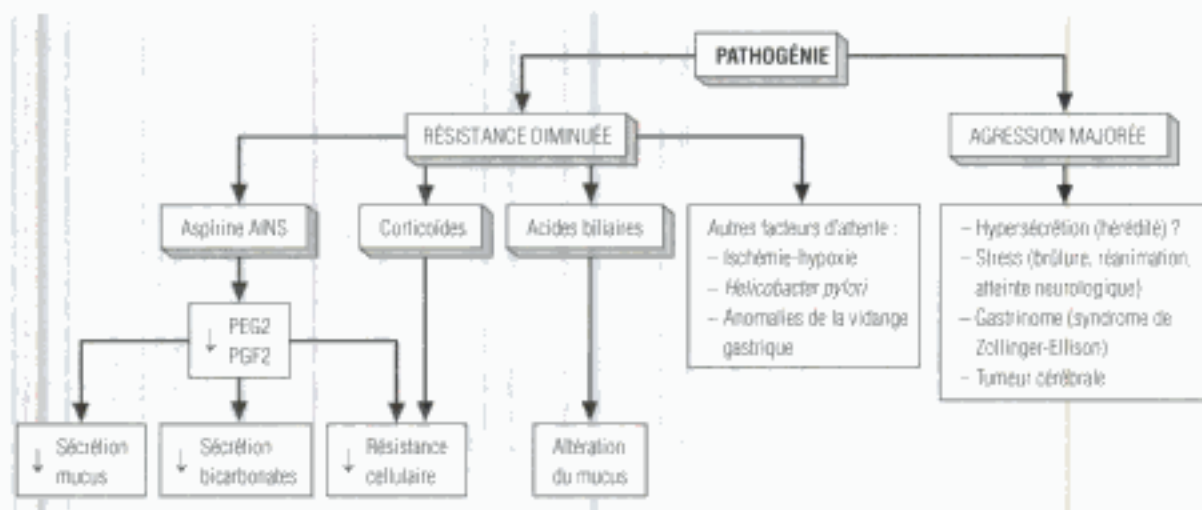 PATHOGÉNIE
RÉSISTANCE DIMINUÉE
AGRESSION MAJORÉE
Aspirine AINS
Corticoïdes
Acides biliaires
Autres facteurs d'attente :
– Ischémie-hypoxie
– Helicobacter pylori
– Anomalies de la vidange
gastrique
– Hypersécrétion (hérédité) ?
– Stress (brûlure, réanimation,
atteinte neurologique)
– Gastrinome (syndrome de
Zollinger-Ellison)
– Tumeur cérébrale
↓ PEG2
PGF2
↓ Sécrétion
mucus
↓ Sécrétion
bicarbonates
↓ Résistance
cellulaire
Altération
du mucus